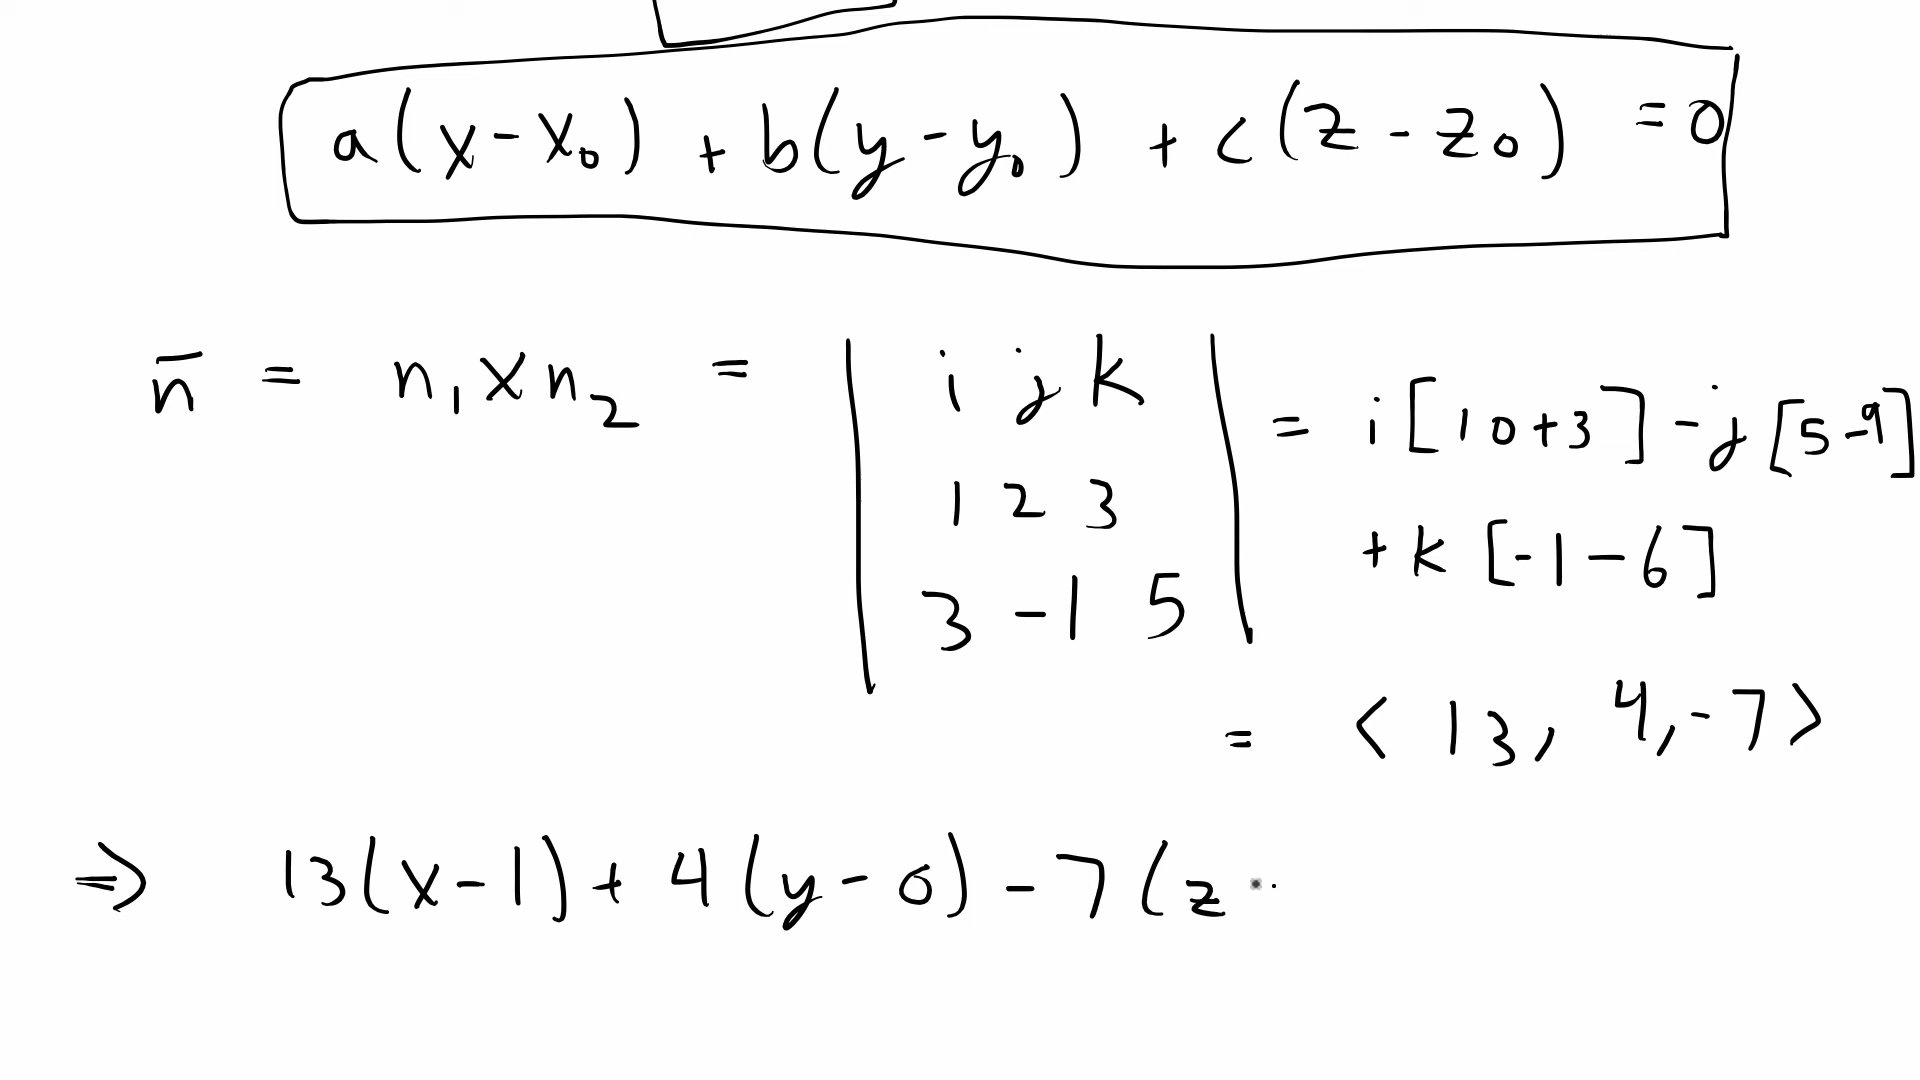 a(x-x₀) + b(y-y₀) + c(z-z₀) = 0
n̅ = n₁ x n₂ = | i j k | = i[10+3] - j[5-9]
1 2 3
+ k [-1-6]
3 -1 5
= < 13, 4, -7>
⇒ 13(x-1) + 4(y-0) - 7(z